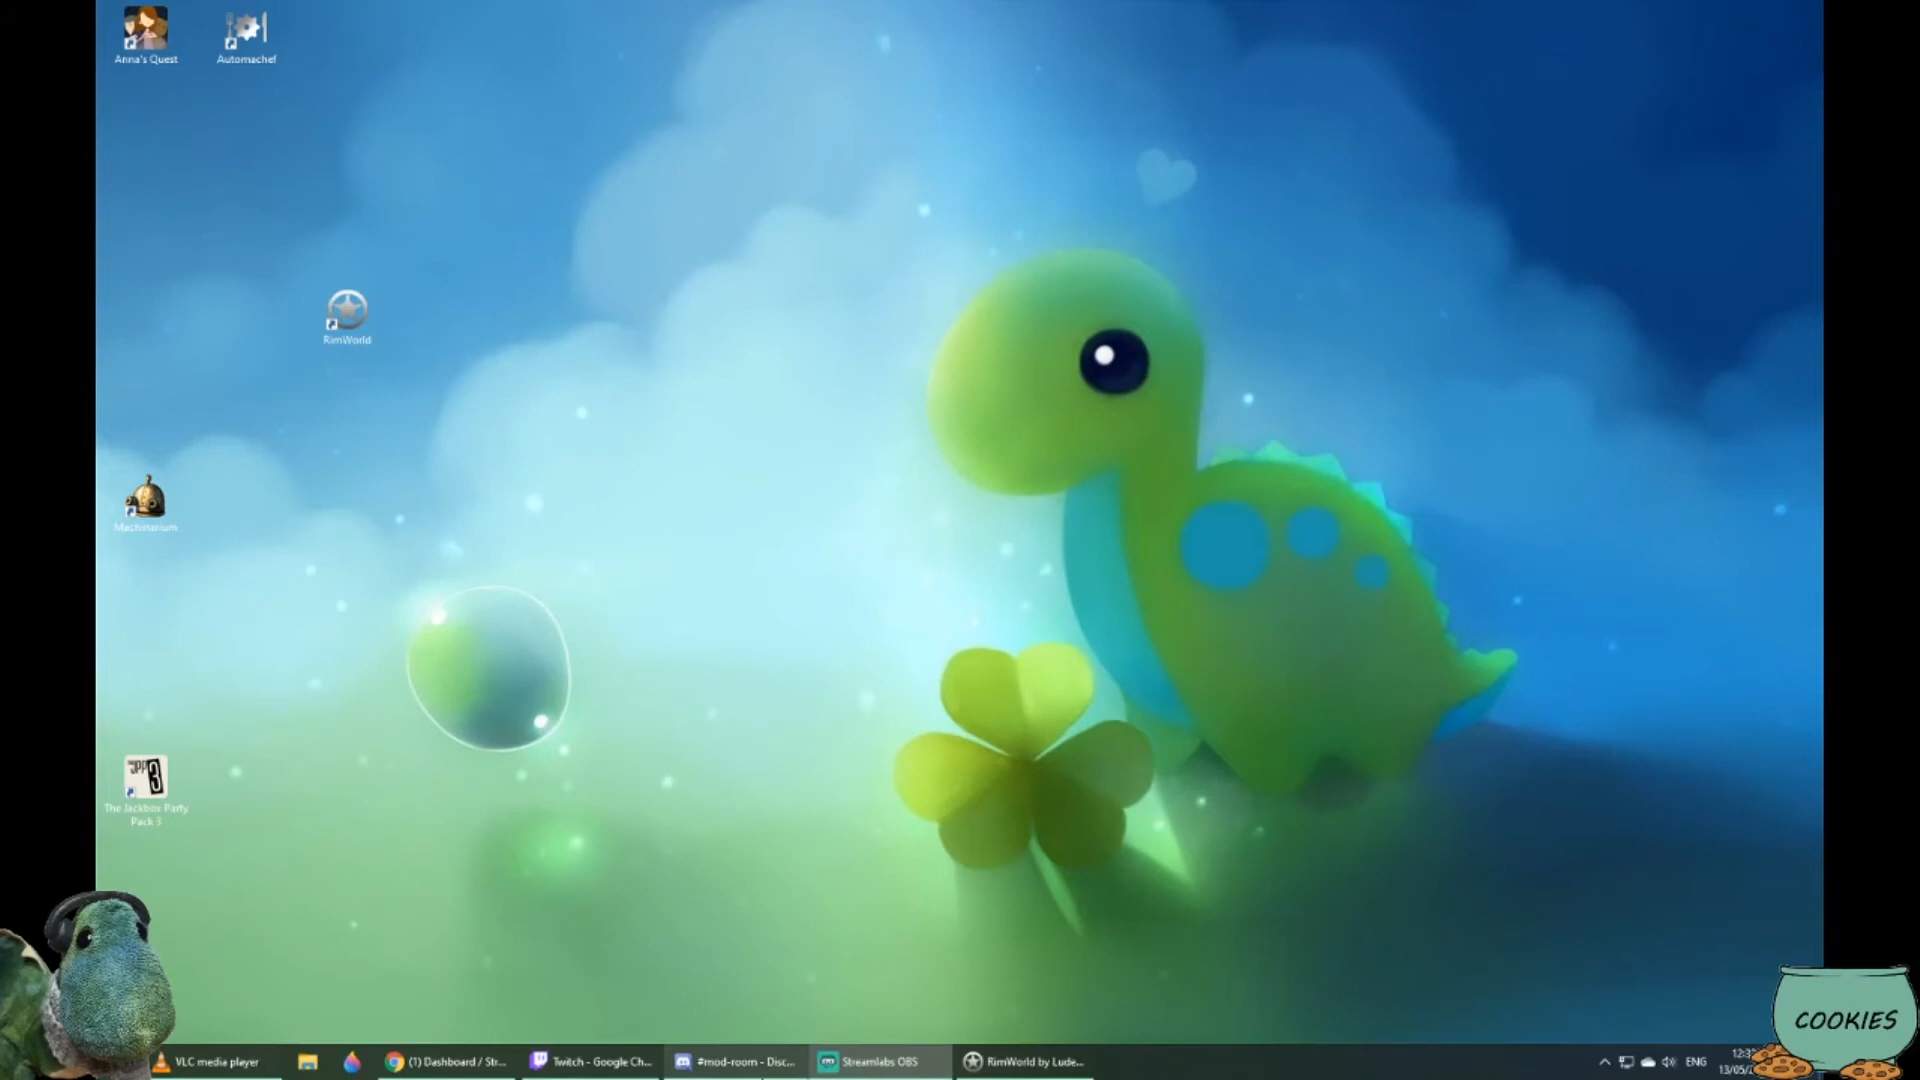 Anna's Quest
Automachef
RimWorld
Machinarium
The Jackbox Party
Pack 3
VLC media player
(1) Dashboard / Str...
Twitch - Google Ch...
#mod-room - Disc...
Streamlabs OBS
RimWorld by Lude...
ENG
COOKIES